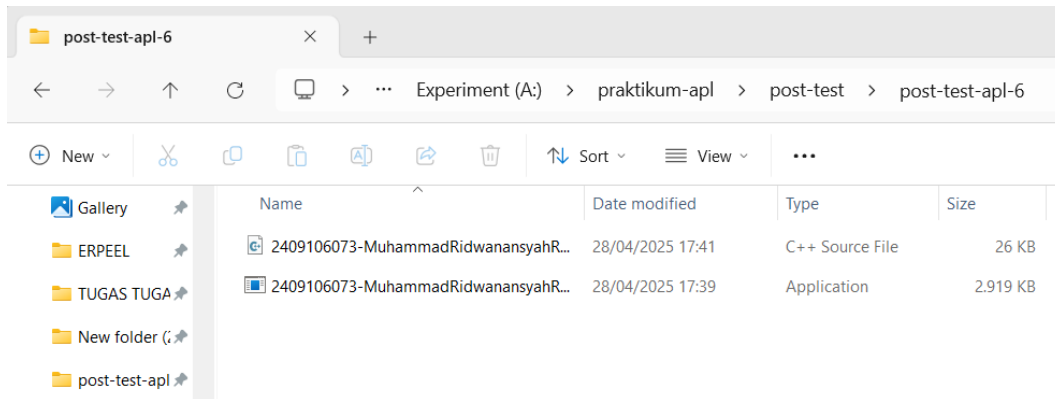 post-test-apl-6
Experiment (A:) > praktikum-apl > post-test > post-test-apl-6
New Sort View
Name Date modified Type Size
Gallery
2409106073-MuhammadRidwanansyahR... 28/04/2025 17:41 C++ Source File 26 KB
ERPEEL
2409106073-MuhammadRidwanansyahR... 28/04/2025 17:39 Application 2.919 KB
TUGAS TUGA
New folder (
post-test-apl